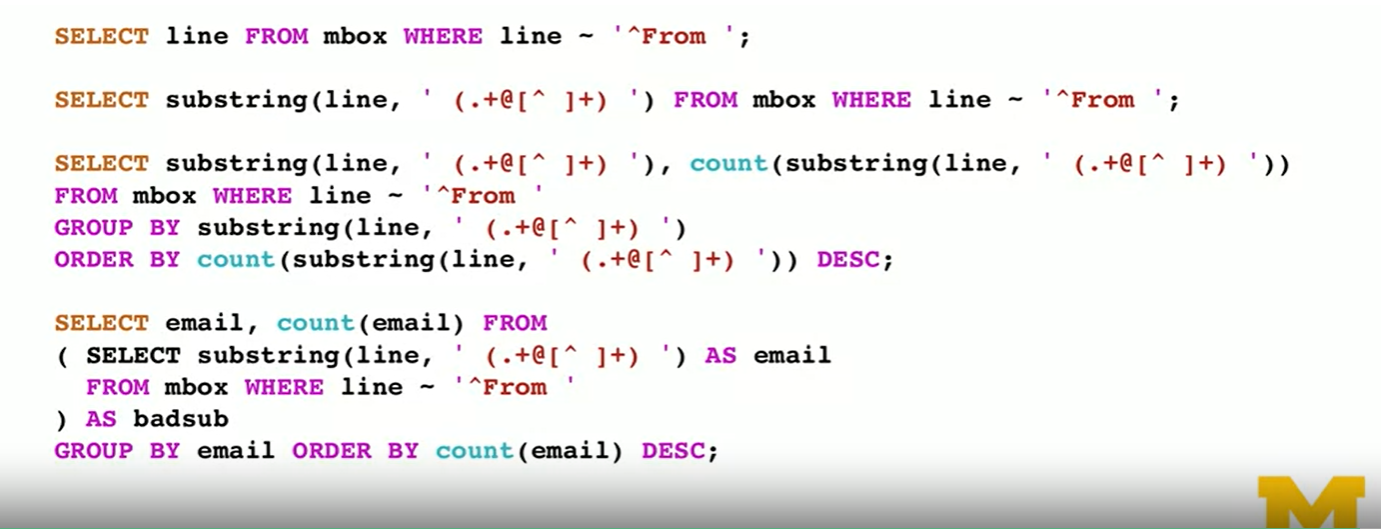 SELECT line FROM mbox WHERE line ~ '^From ';
SELECT substring(line, ' (.+@[^ ]+) ') FROM mbox WHERE line ~ '^From ';
SELECT substring(line, ' (.+@[^ ]+) '), count(substring(line, ' (.+@[^ ]+) '))
FROM mbox WHERE line ~ '^From '
GROUP BY substring(line, ' (.+@[^ ]+) ')
ORDER BY count(substring(line, ' (.+@[^ ]+) ')) DESC;
SELECT email, count(email) FROM
( SELECT substring(line, ' (.+@[^ ]+) ') AS email
FROM mbox WHERE line ~ '^From '
) AS badsub
GROUP BY email ORDER BY count(email) DESC;
M